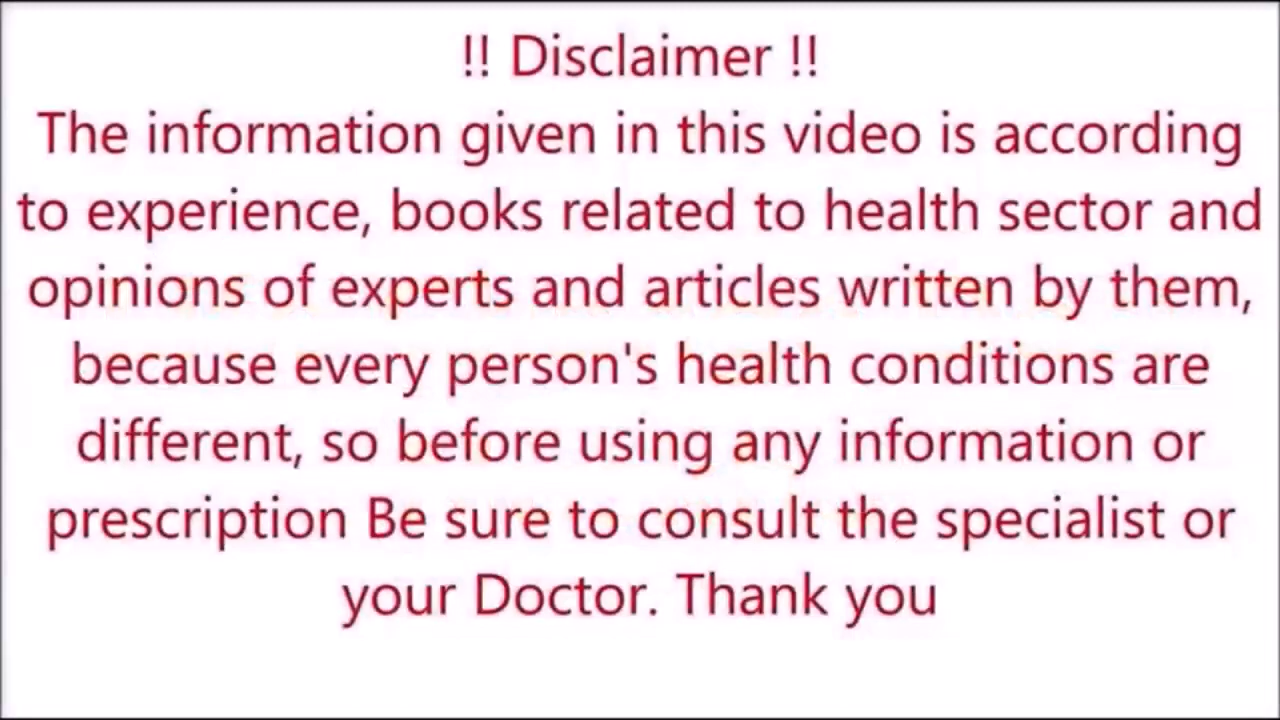 !! Disclaimer !!
The information given in this video is according
to experience, books related to health sector and
opinions of experts and articles written by them,
because every person's health conditions are
different, so before using any information or
prescription Be sure to consult the specialist or
your Doctor. Thank you